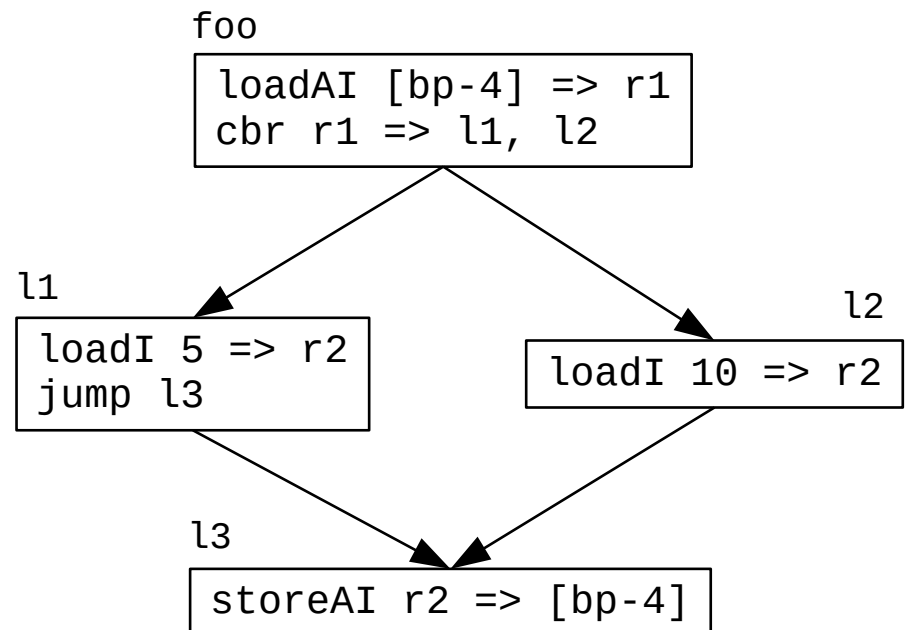 foo
loadAI [bp-4] => r1
cbr r1 => l1, l2
l1
loadI 5 => r2
jump l3
l2
loadI 10 => r2
l3
storeAI r2 => [bp-4]